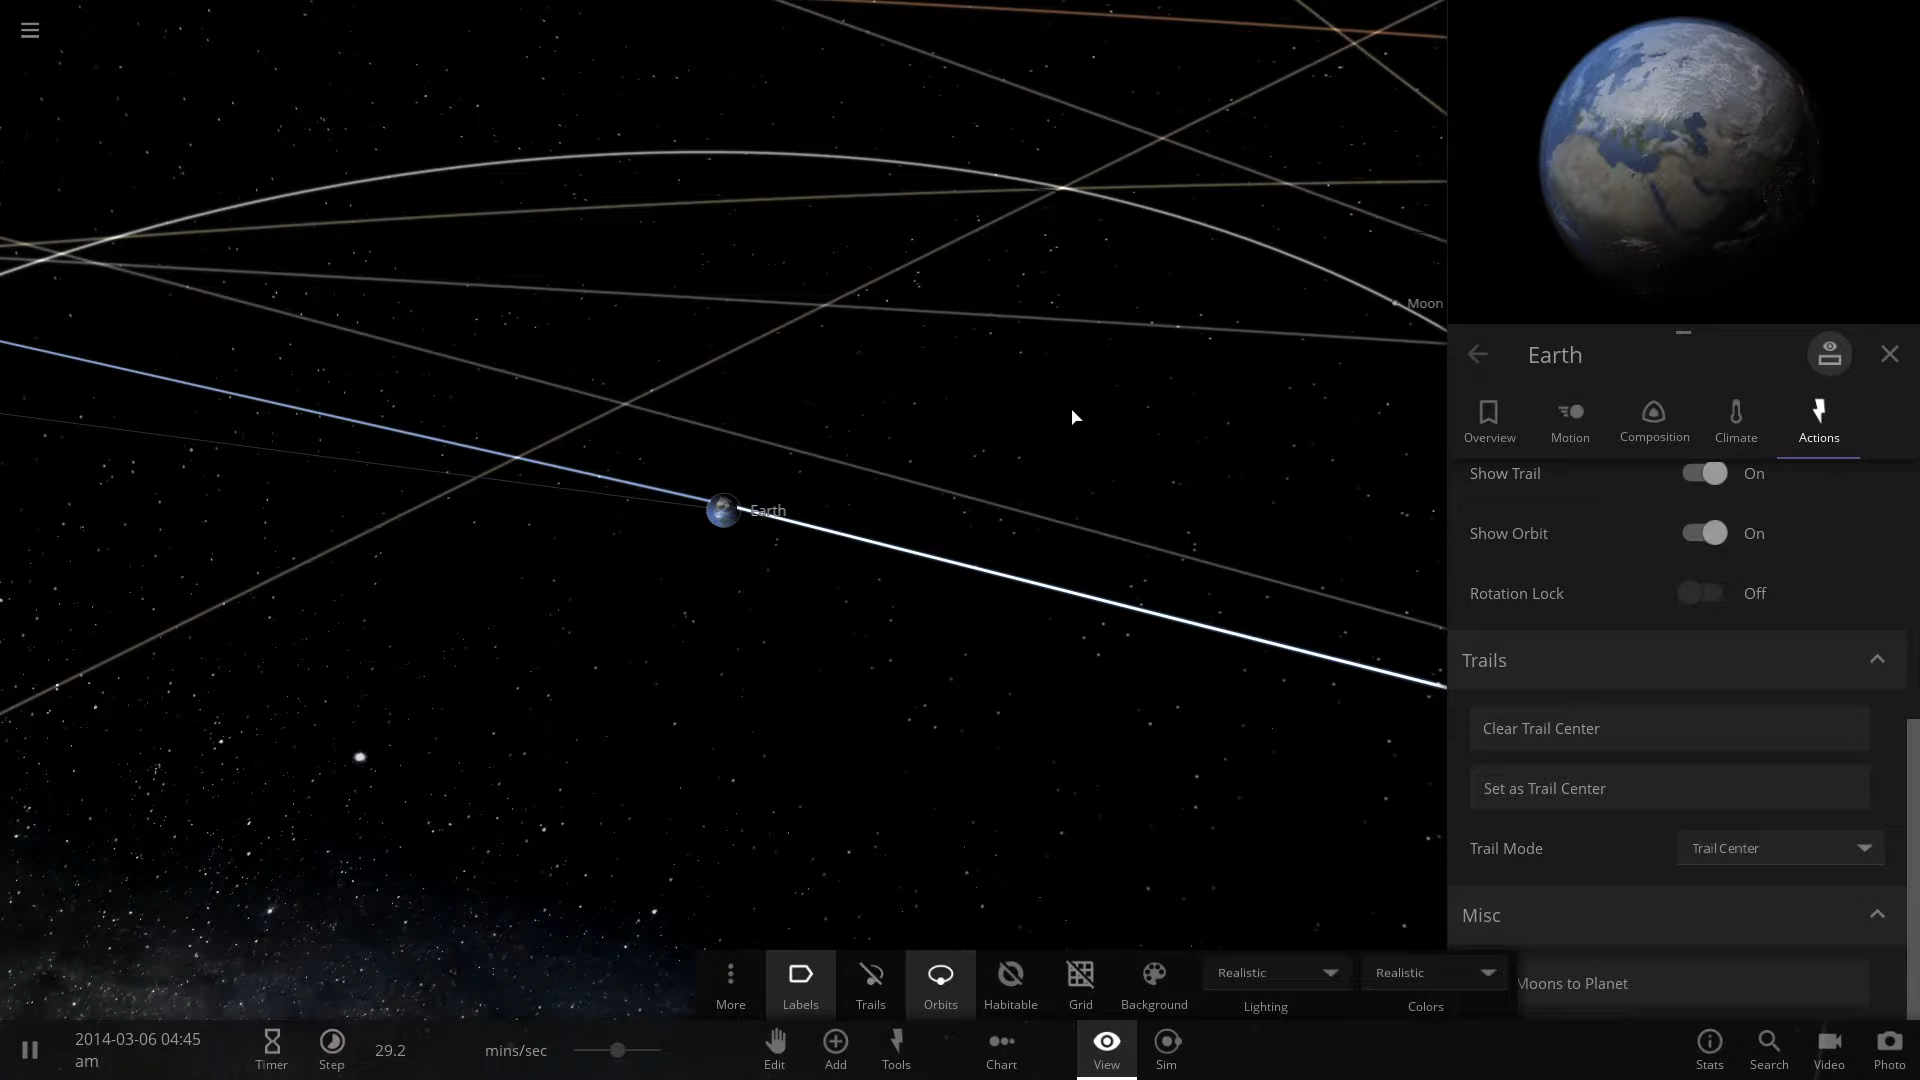 Moon
Earth
Earth
Overview
Motion
Composition
Climate
Actions
Show Trail
On
Show Orbit
On
Rotation Lock
Off
Trails
Clear Trail Center
Set as Trail Center
Trail Mode
Trail Center
Misc
Moons to Planet
More
Labels
Trails
Orbits
Habitable
Grid
Background
Realistic
Lighting
Realistic
Colors
2014-03-06 04:45
am
Timer
Step
29.2
mins/sec
Edit
Add
Tools
Chart
View
Sim
Stats
Search
Video
Photo